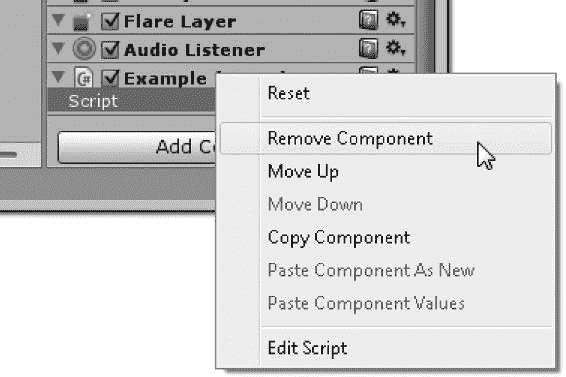 Flare Layer
Audio Listener
Example
Script
Add
Reset
Remove Component
Move Up
Move Down
Copy Component
Paste Component As New
Paste Component Values
Edit Script